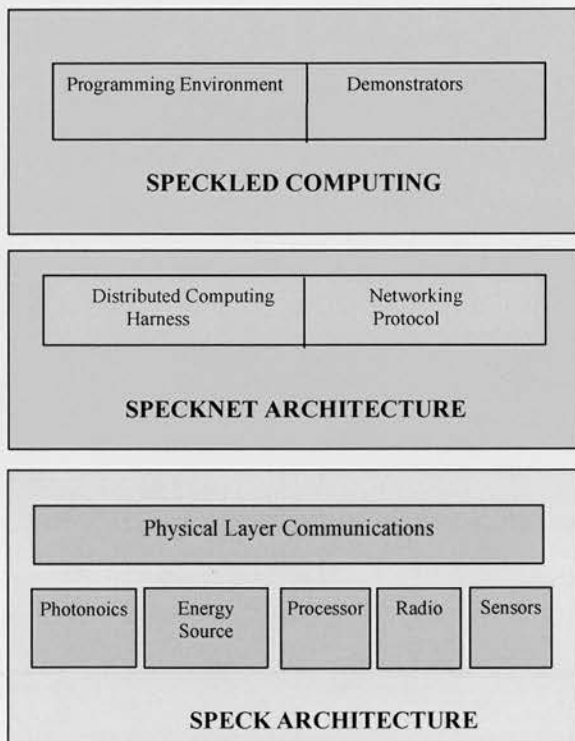 Programming Environment
Demonstrators
SPECKLED COMPUTING
Distributed Computing
Harness
Networking
Protocol
SPECKNET ARCHITECTURE
Physical Layer Communications
Photonoics
Energy
Source
Processor
Radio
Sensors
SPECK ARCHITECTURE